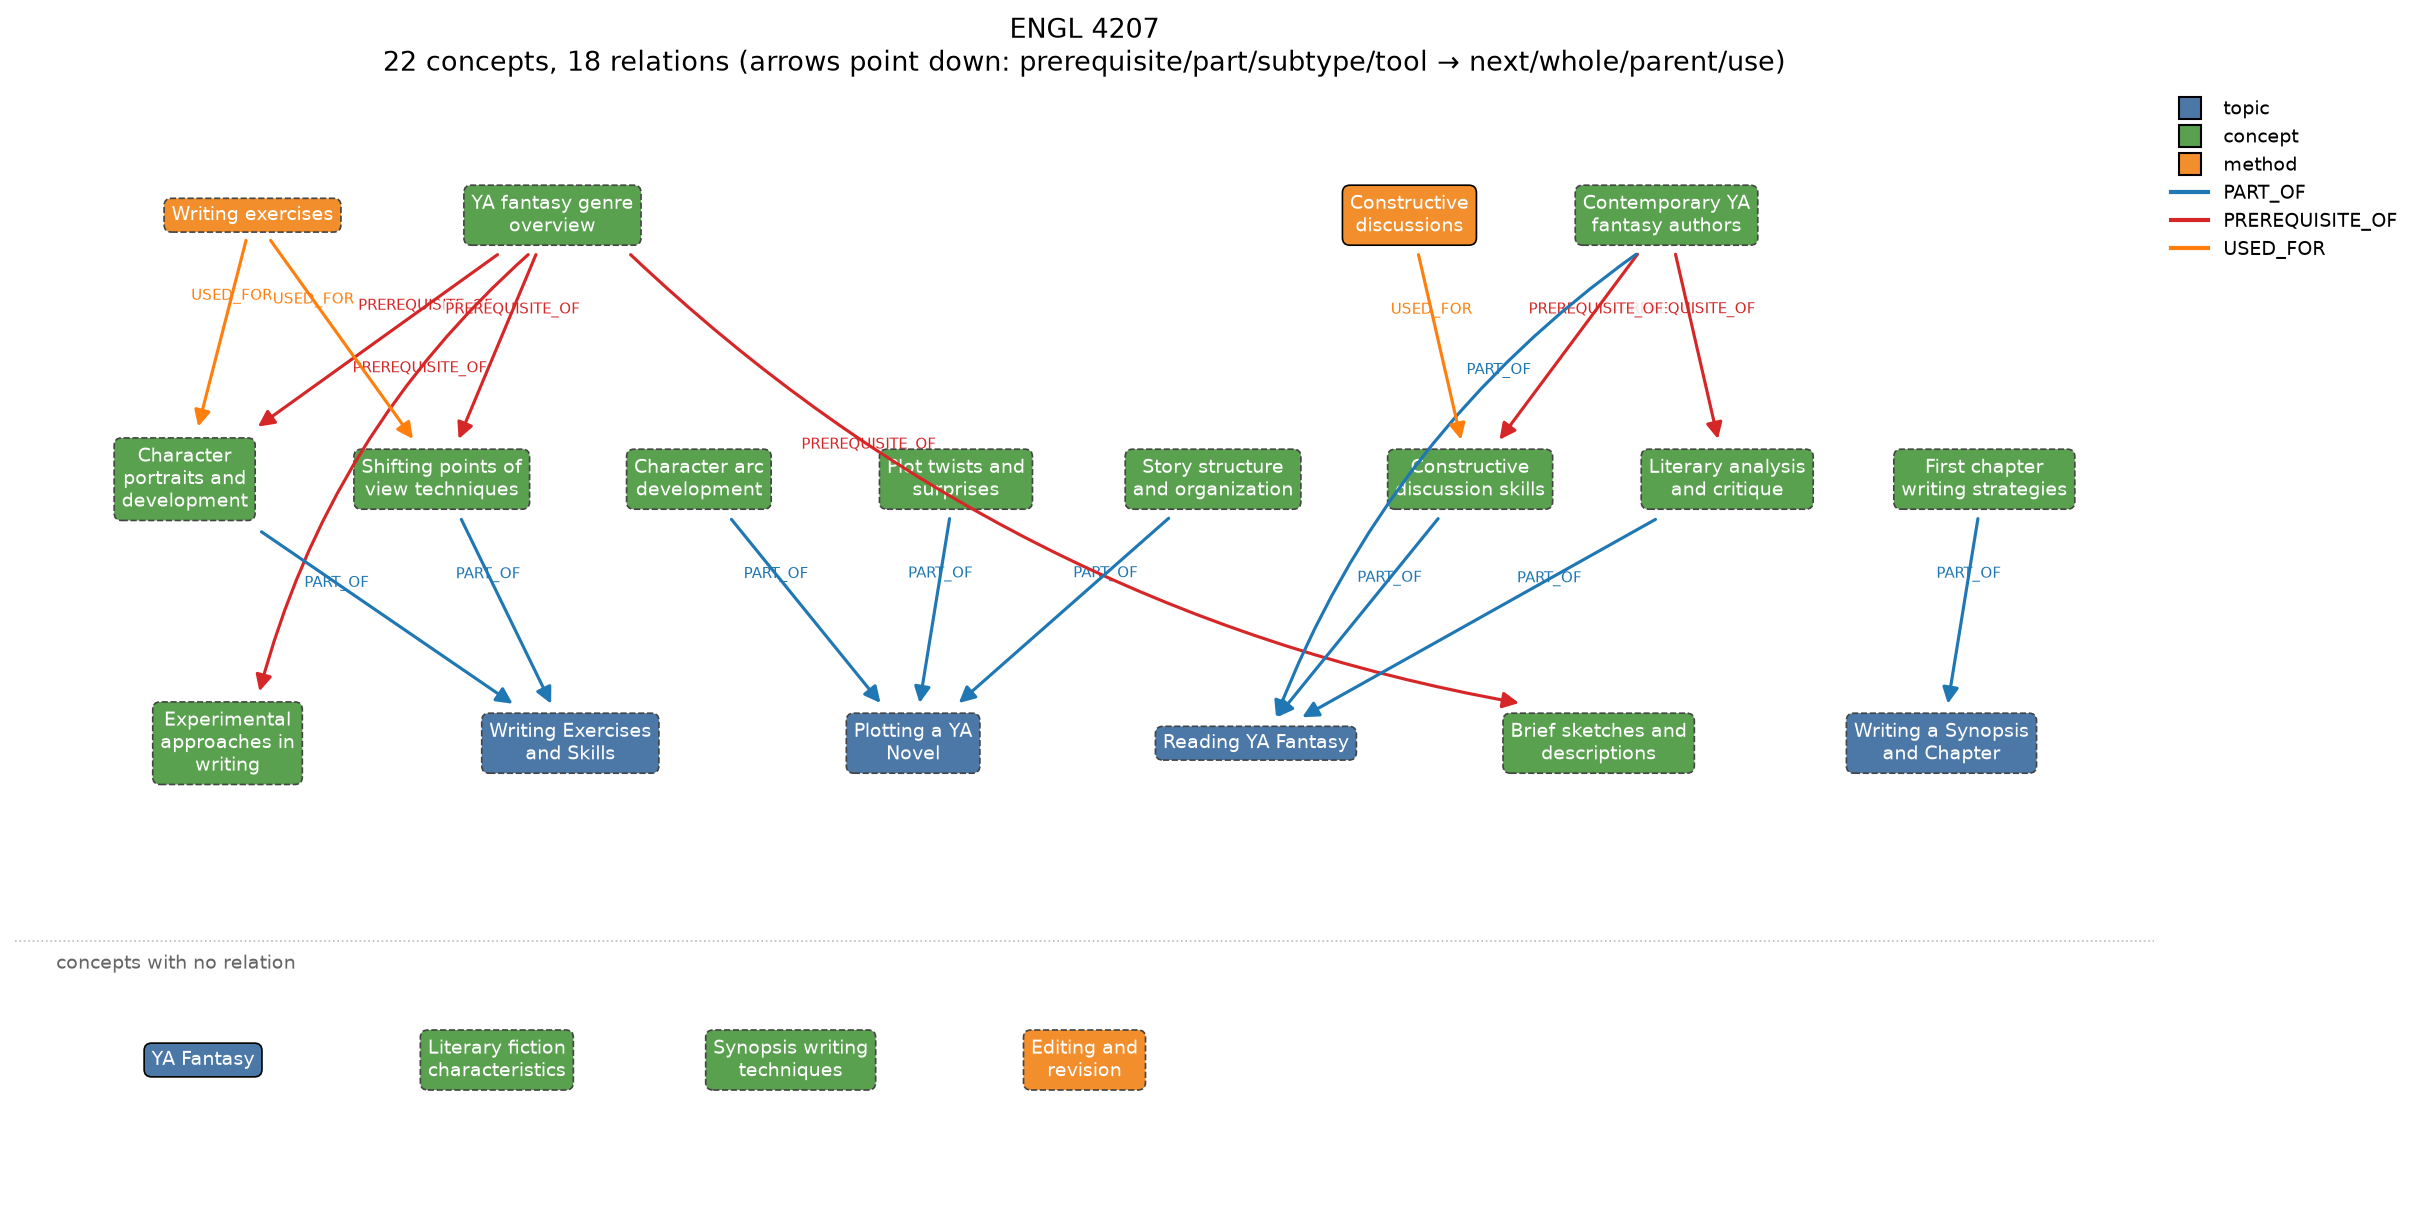 ENGL 4207
22 concepts, 18 relations (arrows point down: prerequisite/part/subtype/tool → next/whole/parent/use)
topic
concept
method
PART_OF
PREREQUISITE_OF
USED_FOR
Writing exercises
YA fantasy genre
overview
Constructive
discussions
Contemporary YA
fantasy authors
USED_FOR
USED_FOR
PREREQUISITE_OF
PREREQUISITE_OF
USED_FOR
PREREQUISITE_OF
QUISITE_OF
PREREQUISITE_OF
PART_OF
PREREQUISITE_OF
Character
portraits and
development
Shifting points of
view techniques
Character arc
development
Plot twists and
surprises
Story structure
and organization
Constructive
discussion skills
Literary analysis
and critique
First chapter
writing strategies
PART_OF
PART_OF
PART_OF
PART_OF
PART_OF
PART_OF
PART_OF
PART_OF
Experimental
approaches in
writing
Writing Exercises
and Skills
Plotting a YA
Novel
Reading YA Fantasy
Brief sketches and
descriptions
Writing a Synopsis
and Chapter
concepts with no relation
YA Fantasy
Literary fiction
characteristics
Synopsis writing
techniques
Editing and
revision